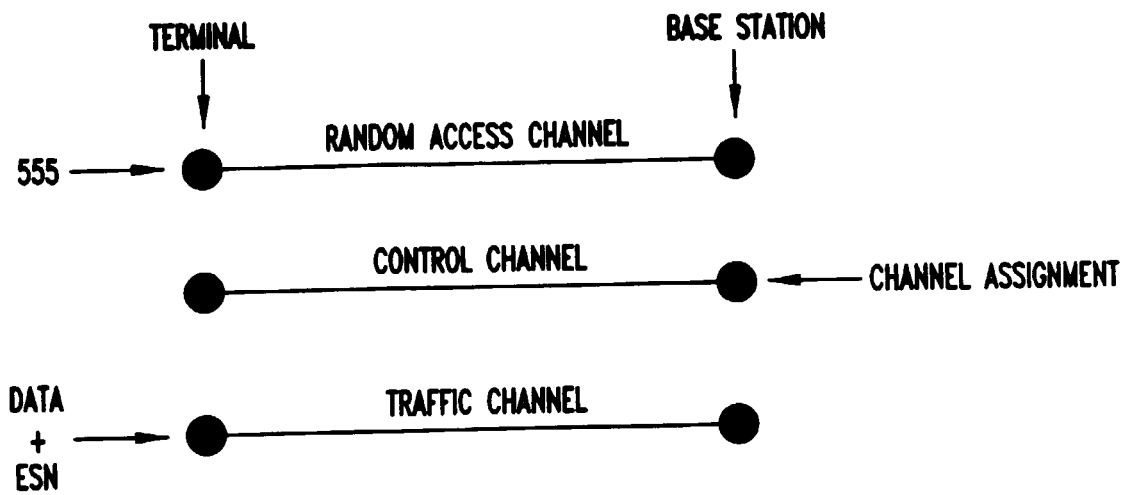 TERMINAL
BASE STATION
RANDOM ACCESS CHANNEL
555
CONTROL CHANNEL
CHANNEL ASSIGNMENT
DATA
+
ESN
TRAFFIC CHANNEL